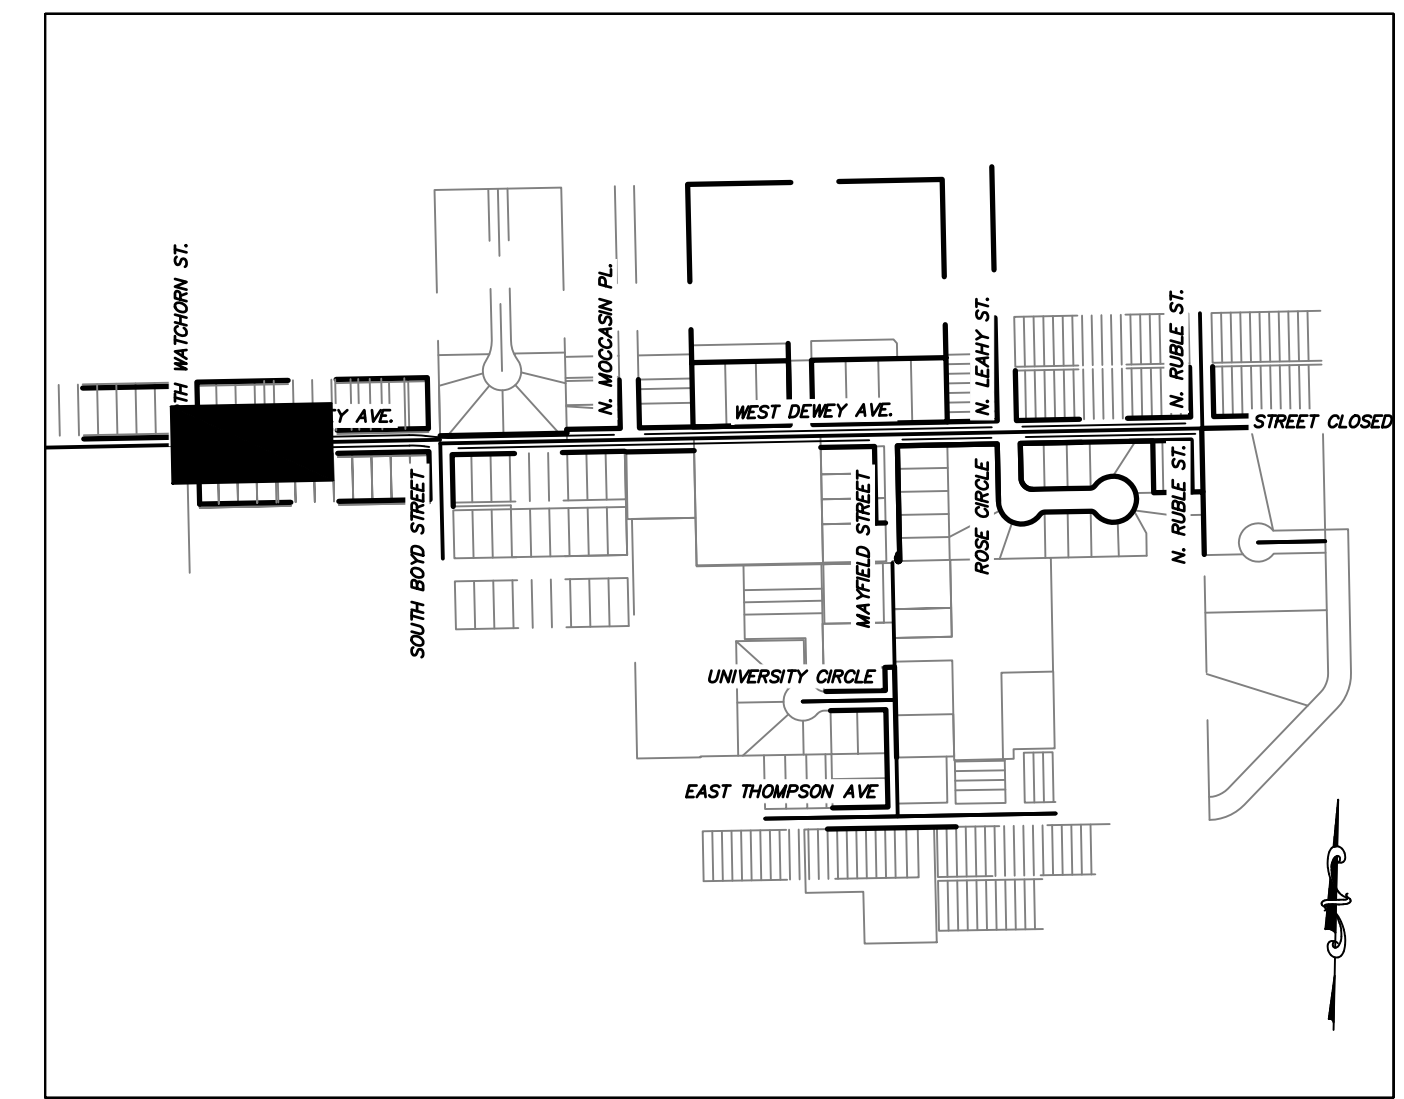 TH WATCHORN ST.
N. MOCCASIN PL.
N. LEAHY ST.
N. RUBLE ST.
Y AVE.
WEST DEWEY AVE.
STREET CLOSED
SOUTH BOYD STREET
MAYFIELD STREET
ROSE CIRCLE
N. RUBLE ST.
UNIVERSITY CIRCLE
EAST THOMPSON AVE